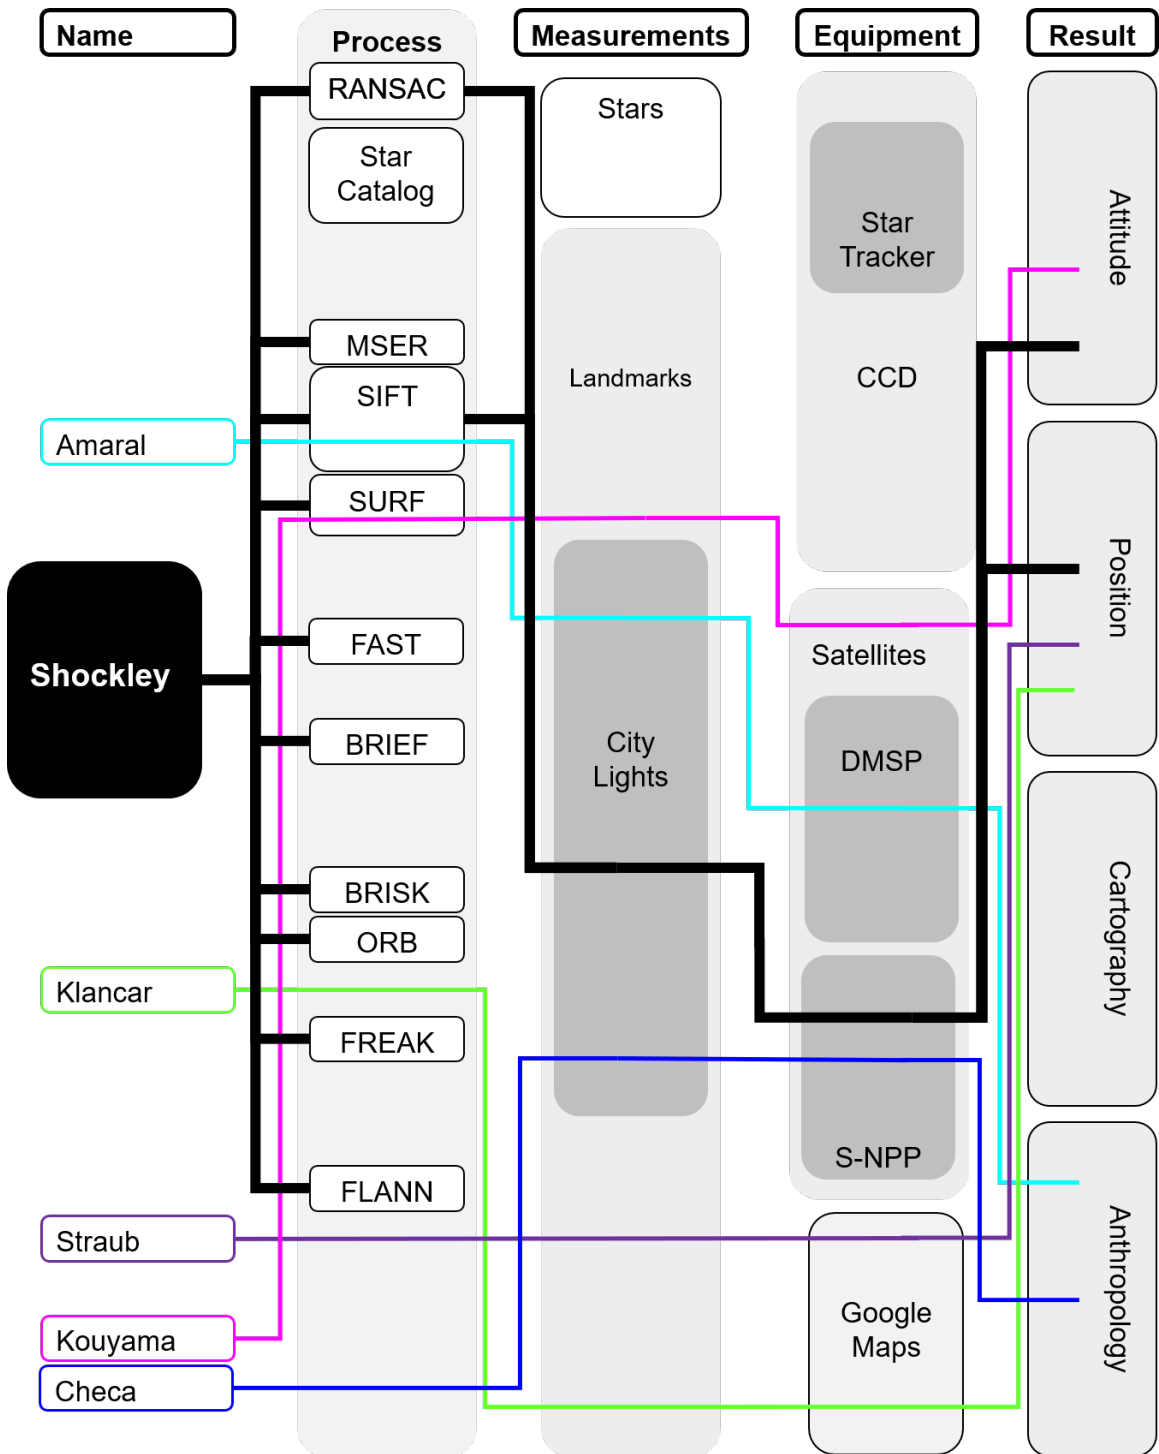 Name
Process
Measurements
Equipment
Result
RANSAC
Star
Catalog
MSER
SIFT
SURF
FAST
BRIEF
BRISK
ORB
FREAK
FLANN
Amaral
Shockley
Klancar
Straub
Kouyama
Checa
Stars
Landmarks
City
Lights
Star
Tracker
CCD
Satellites
DMSP
S-NPP
Google
Maps
Attitude
Position
Cartography
Anthropology